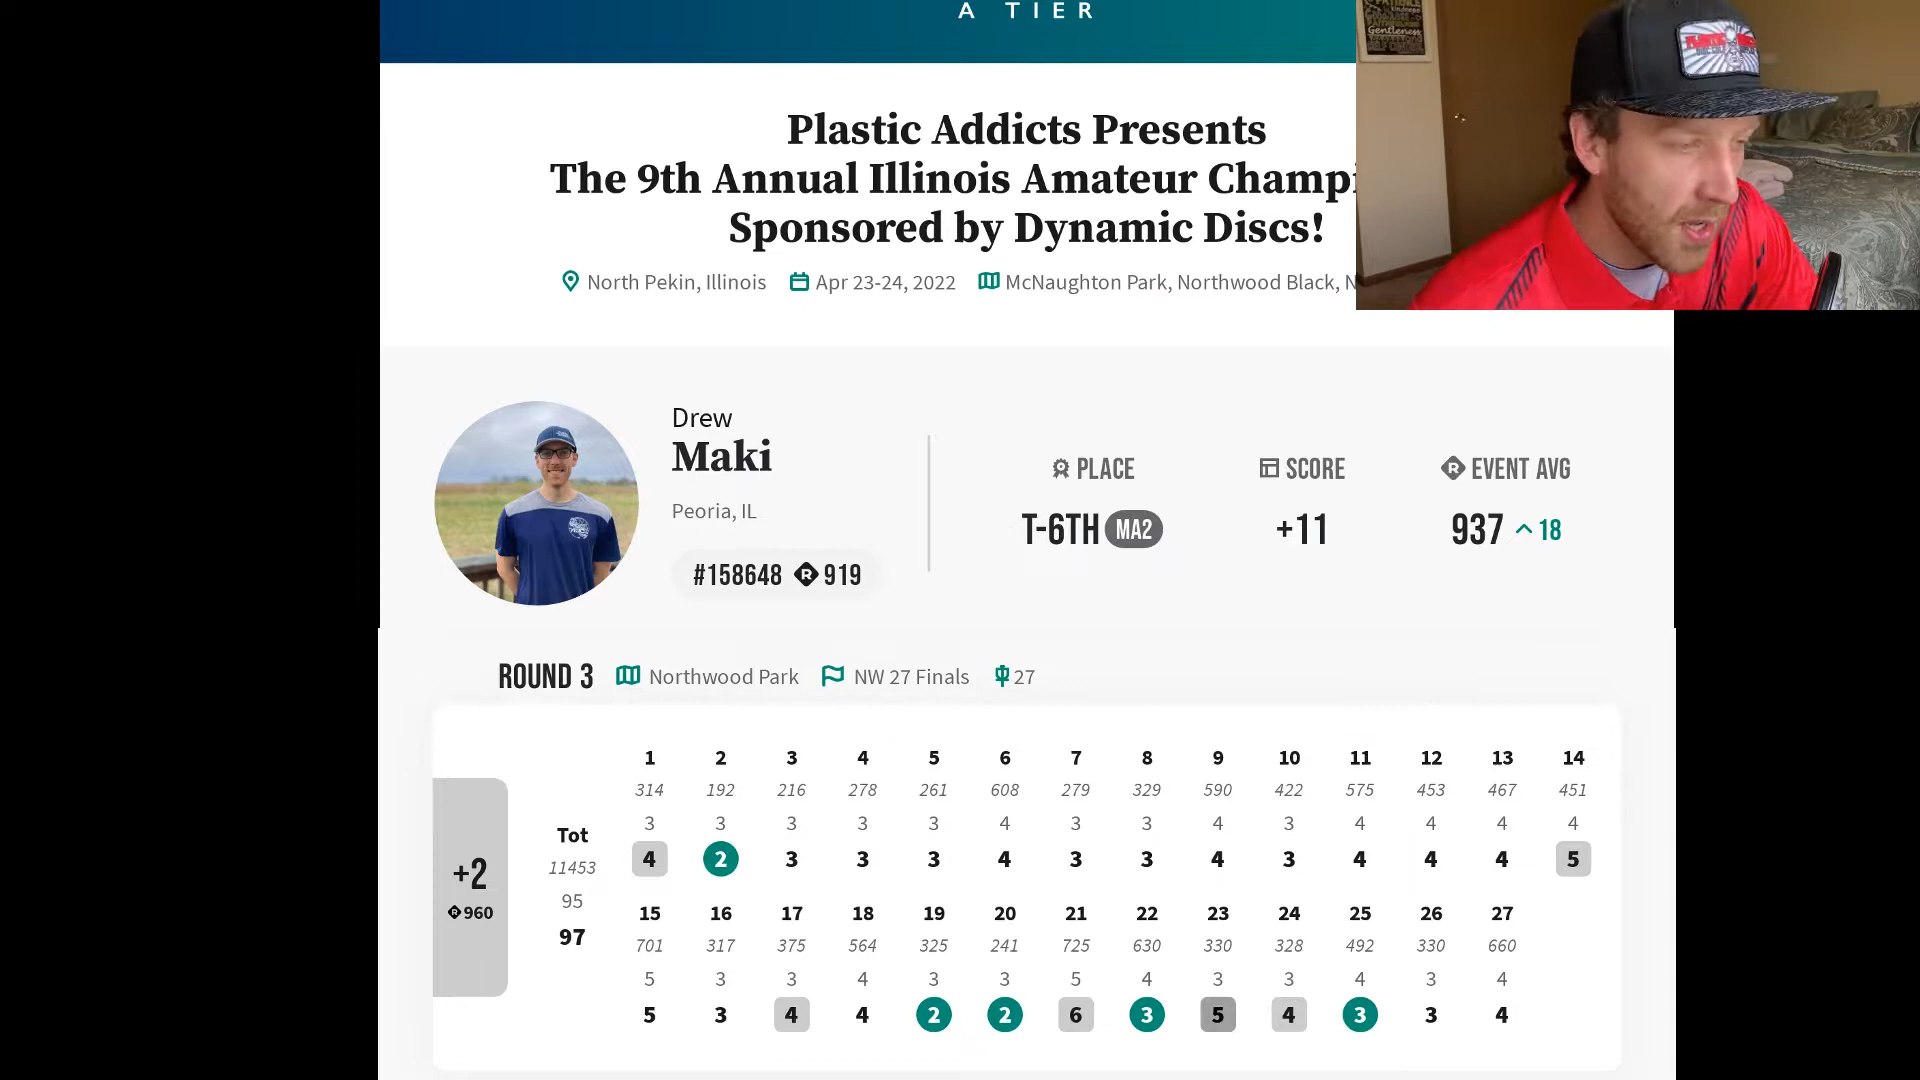 A TIER
Plastic Addicts Presents
The 9th Annual Illinois Amateur Champi
Sponsored by Dynamic Discs!
North Pekin, Illinois Apr 23-24, 2022 McNaughton Park, Northwood Black, N
Gentleness
Drew
Maki
Peoria, IL
#158648 R 919
PLACE SCORE R EVENT AVG
T-6TH MA2 +11 937 18
ROUND 3 Northwood Park NW 27 Finals 27
1 2 3 4 5 6 7 8 9 10 11 12 13 14
314 192 216 278 261 608 279 329 590 422 575 453 467 451
3 3 3 3 3 4 3 3 4 3 4 4 4 4
4 2 3 3 3 4 3 3 4 3 4 4 4 5
+2
R 960
Tot
11453
95
97
15 16 17 18 19 20 21 22 23 24 25 26 27
701 317 375 564 325 241 725 630 330 328 492 330 660
5 3 3 4 3 3 5 4 3 3 4 3 4
5 3 4 4 2 2 6 3 5 4 3 3 4